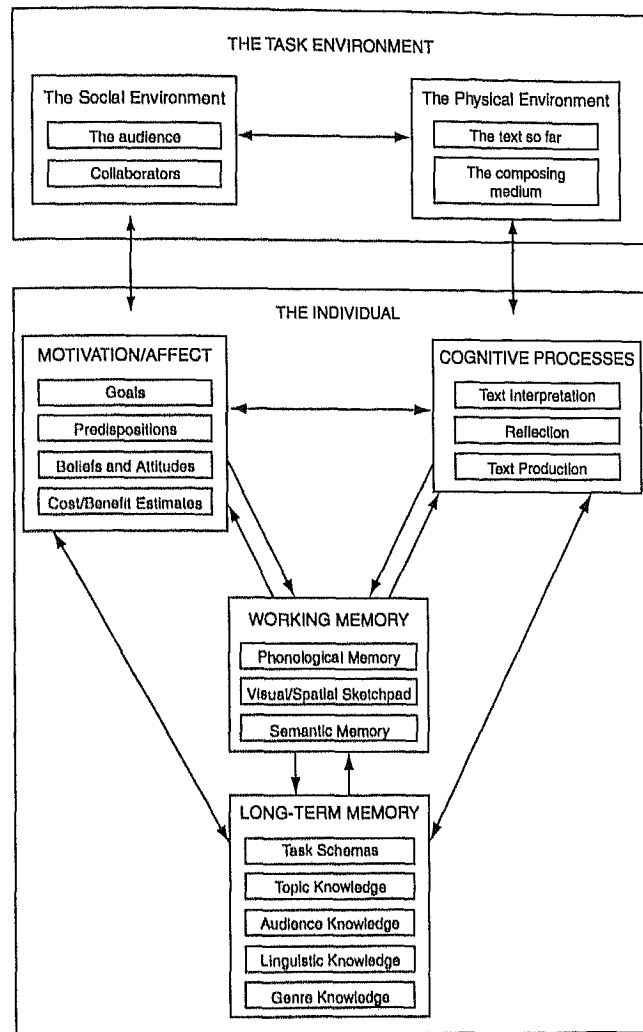 THE TASK ENVIRONMENT
The Social Environment
The audience
Collaborators
The Physical Environment
The text so far
The composing
medium
THE INDIVIDUAL
MOTIVATION/AFFECT
Goals
Predispositions
Beliefs and Attitudes
Cost/Benefit Estimates
COGNITIVE PROCESSES
Text Interpretation
Reflection
Text Production
WORKING MEMORY
Phonological Memory
Visual/Spatial Sketchpad
Semantic Memory
LONG-TERM MEMORY
Task Schemas
Topic Knowledge
Audience Knowledge
Linguistic Knowledge
Genre Knowledge